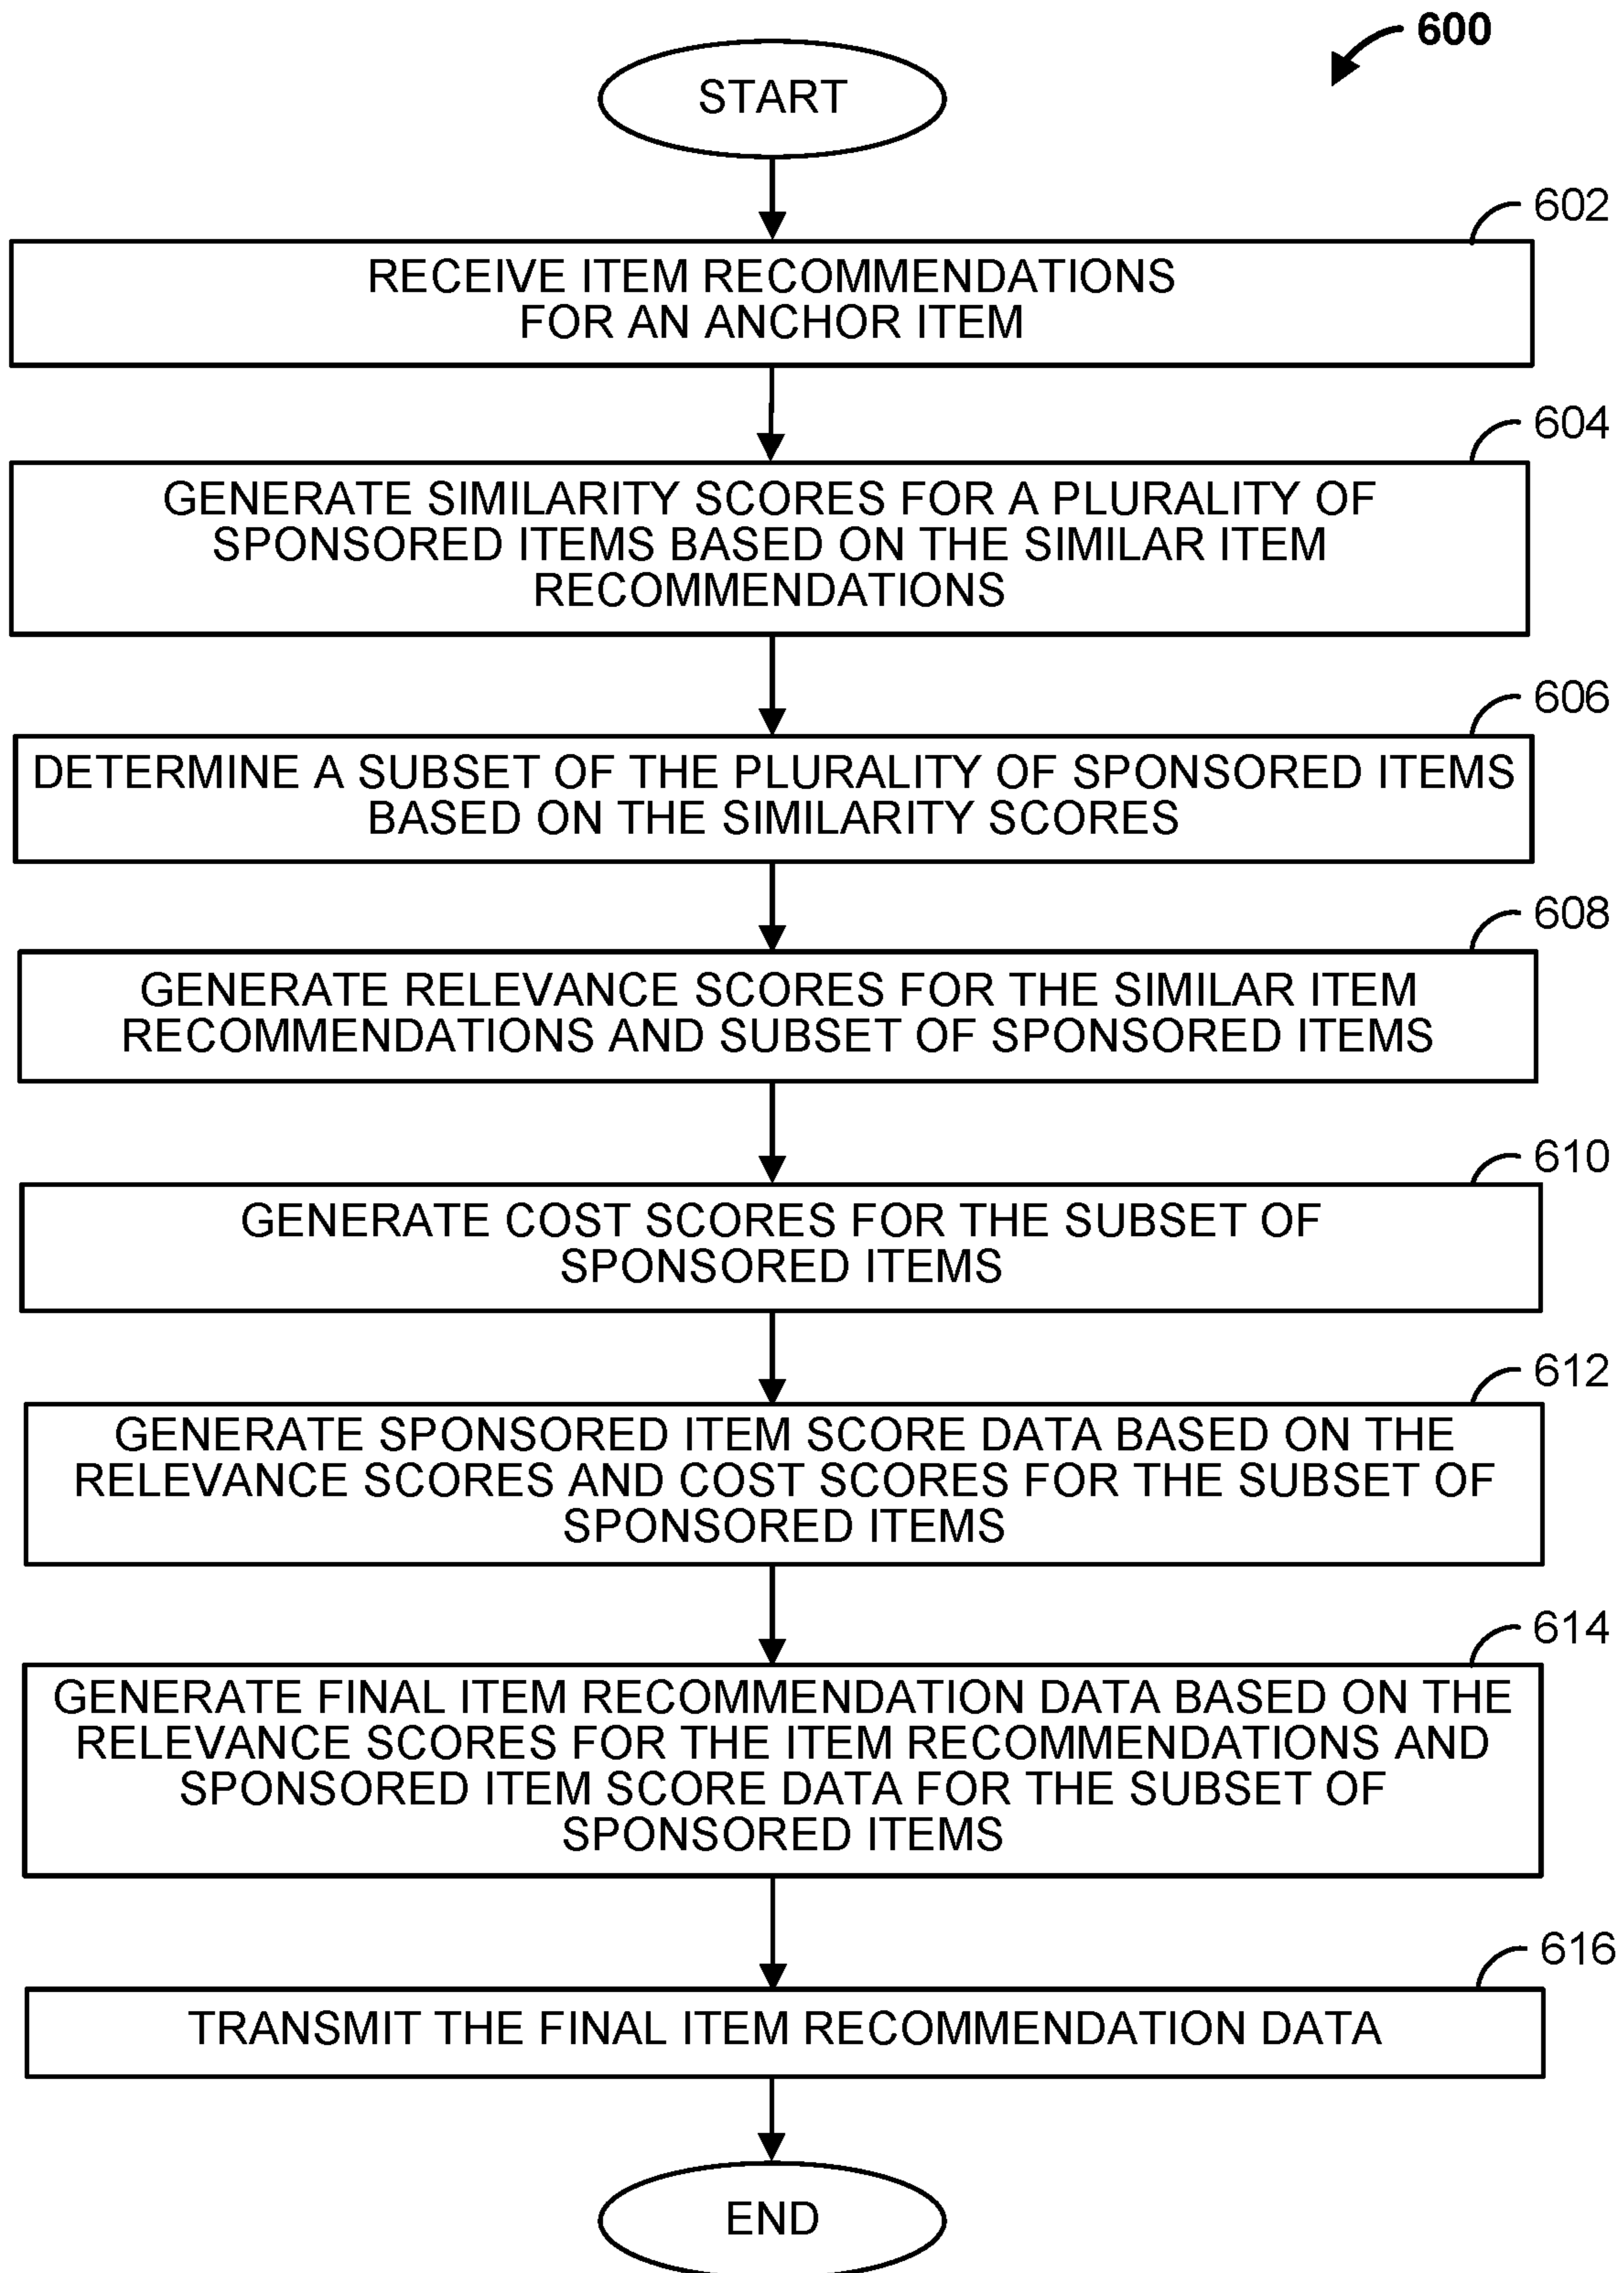 600
START
602
RECEIVE ITEM RECOMMENDATIONS
FOR AN ANCHOR ITEM
604
GENERATE SIMILARITY SCORES FOR A PLURALITY OF
SPONSORED ITEMS BASED ON THE SIMILAR ITEM
RECOMMENDATIONS
606
DETERMINE A SUBSET OF THE PLURALITY OF SPONSORED ITEMS
BASED ON THE SIMILARITY SCORES
608
GENERATE RELEVANCE SCORES FOR THE SIMILAR ITEM
RECOMMENDATIONS AND SUBSET OF SPONSORED ITEMS
610
GENERATE COST SCORES FOR THE SUBSET OF
SPONSORED ITEMS
612
GENERATE SPONSORED ITEM SCORE DATA BASED ON THE
RELEVANCE SCORES AND COST SCORES FOR THE SUBSET OF
SPONSORED ITEMS
614
GENERATE FINAL ITEM RECOMMENDATION DATA BASED ON THE
RELEVANCE SCORES FOR THE ITEM RECOMMENDATIONS AND
SPONSORED ITEM SCORE DATA FOR THE SUBSET OF
SPONSORED ITEMS
616
TRANSMIT THE FINAL ITEM RECOMMENDATION DATA
END